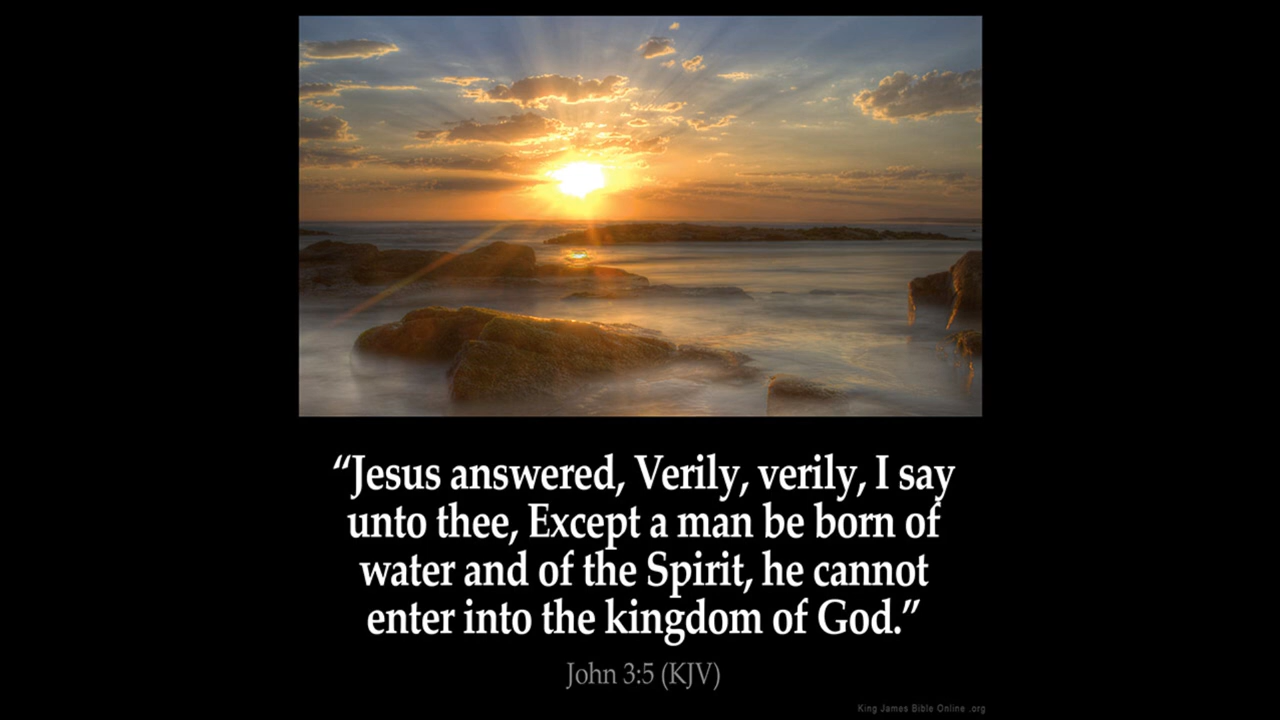 “Jesus answered, Verily, verily, I say
unto thee, Except a man be born of
water and of the Spirit, he cannot
enter into the kingdom of God.”
John 3:5 (KJV)
King James Bible Online .org